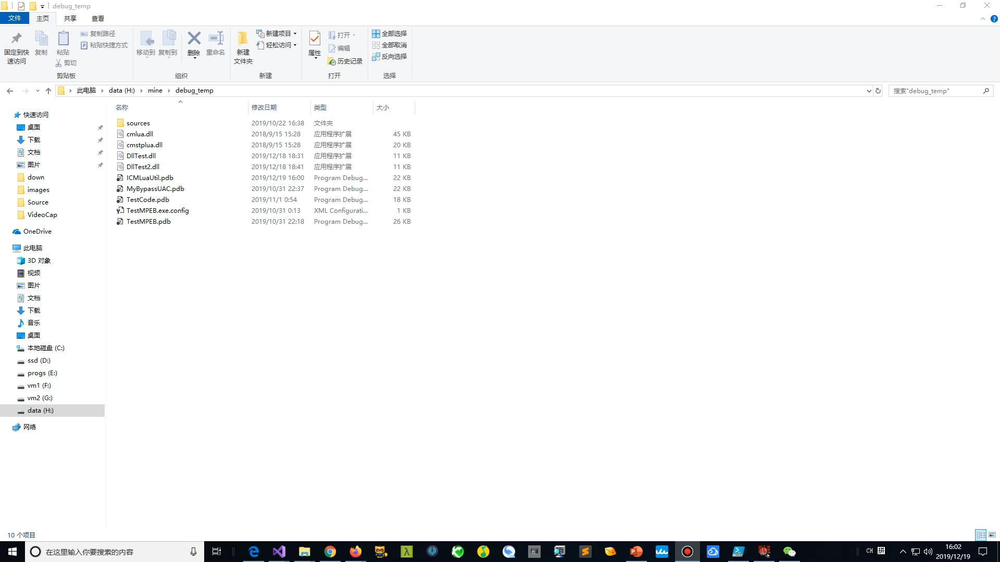 debug_temp
文件 主页 共享 查看
固定到快速访问 复制 粘贴 复制路径 粘贴快捷方式 剪切
移动到 复制到 删除 重命名
新建文件夹 新建项目 轻松访问
属性 打开 编辑 历史记录
全部选择 全部取消 反向选择
剪贴板 组织 新建 打开 选择
此电脑 › data (H:) › mine › debug_temp
搜索"debug_temp"
名称 修改日期 类型 大小
sources 2019/10/22 16:38 文件夹
cmlua.dll 2018/9/15 15:28 应用程序扩展 45 KB
cmstplua.dll 2018/9/15 15:28 应用程序扩展 20 KB
DllTest.dll 2019/12/18 18:31 应用程序扩展 11 KB
DllTest2.dll 2019/12/18 18:41 应用程序扩展 11 KB
ICMLuaUtil.pdb 2019/12/19 16:00 Program Debug... 22 KB
MyBypassUAC.pdb 2019/10/31 22:37 Program Debug... 22 KB
TestCode.pdb 2019/11/1 0:54 Program Debug... 18 KB
TestMPEB.exe.config 2019/10/31 0:13 XML Configurati... 1 KB
TestMPEB.pdb 2019/10/31 22:18 Program Debug... 26 KB
快速访问
桌面
下载
文档
图片
down
images
Source
VideoCap
OneDrive
此电脑
3D 对象
视频
图片
文档
下载
音乐
桌面
本地磁盘 (C:)
ssd (D:)
progs (E:)
vm1 (F:)
vm2 (G:)
data (H:)
网络
10 个项目
在这里输入你要搜索的内容
CH
16:02
2019/12/19